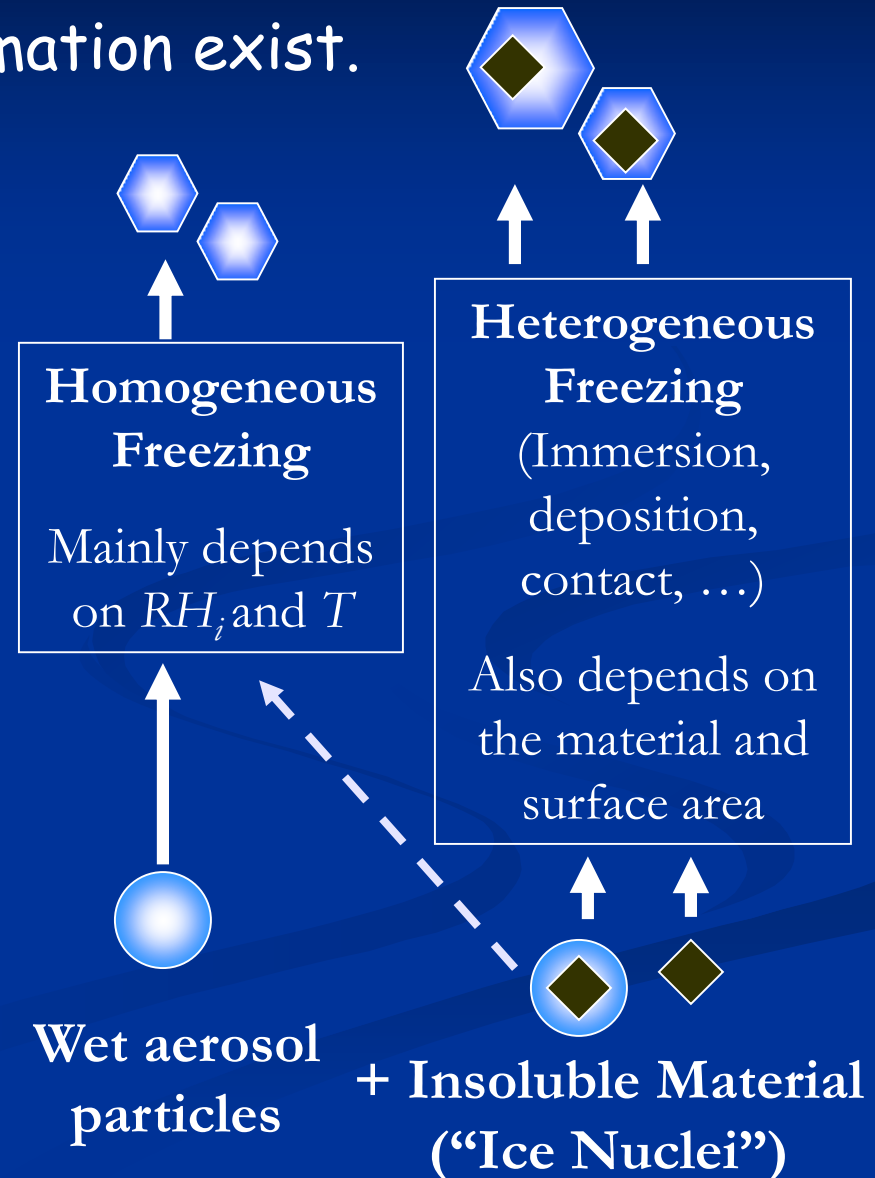 mation exist.
Homogeneous
Freezing
Mainly depends
on RHi and T
Heterogeneous
Freezing
(Immersion,
deposition,
contact, …)
Also depends on
the material and
surface area
Wet aerosol
particles
+ Insoluble Material
(“Ice Nuclei”)